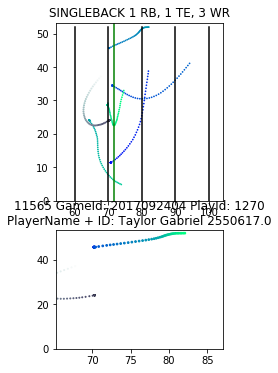 SINGLEBACK 1 RB, 1 TE, 3 WR
50
40
30
20
10
0
60 70 80 90 100
11565 GameId: 2017092404 PlayId: 1270
PlayerName + ID: Taylor Gabriel 2550617.0
40
20
0
70 75 80 85